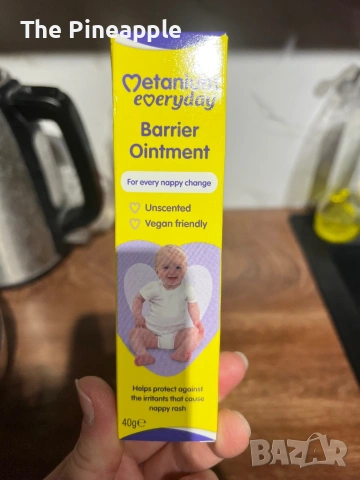 The Pineapple
Metanium
everyday
Barrier
Ointment
For every nappy change
Unscented
Vegan friendly
Helps protect against
the irritants that cause
nappy rash
40g℮
BAZAR